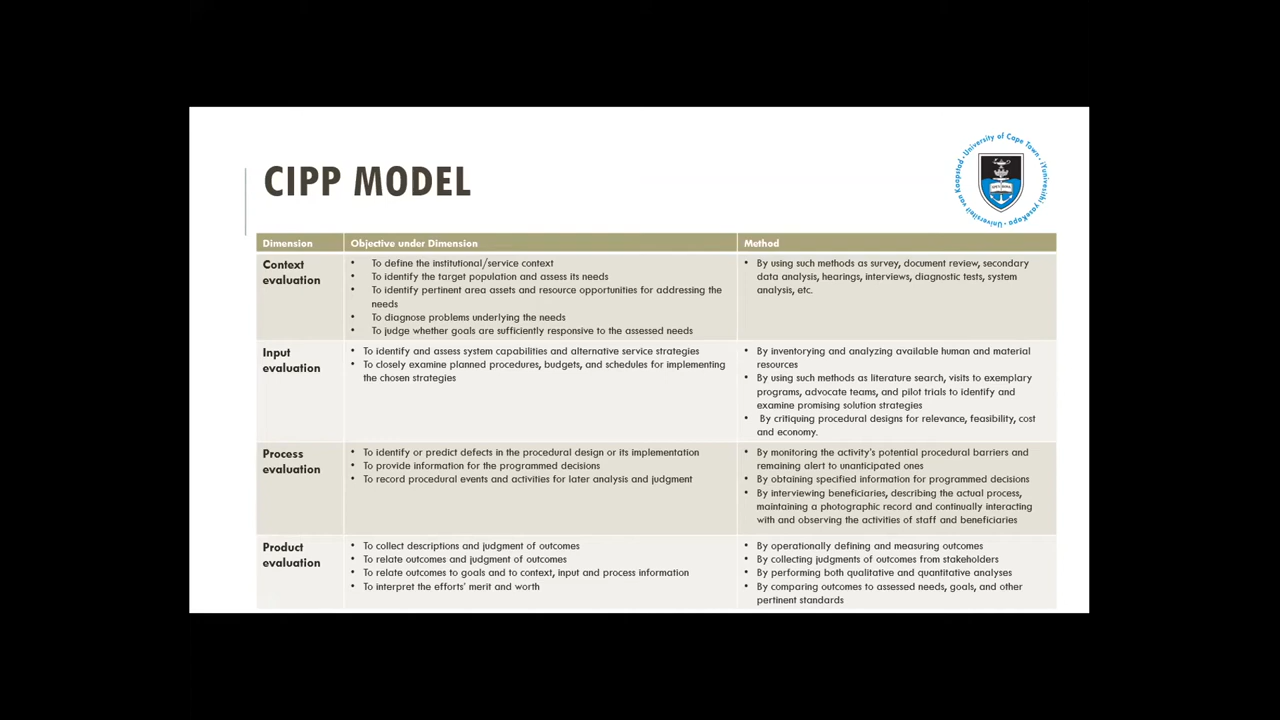 CIPP MODEL
University of Cape Town · iYunivesithi yaseKapa · Universiteit van Kaapstad ·
Dimension
Objective under Dimension
Method
Context
evaluation
• To define the institutional/service context
• To identify the target population and assess its needs
• To identify pertinent area assets and resource opportunities for addressing the
needs
• To diagnose problems underlying the needs
• To judge whether goals are sufficiently responsive to the assessed needs
• By using such methods as survey, document review, secondary
data analysis, hearings, interviews, diagnostic tests, system
analysis, etc.
Input
evaluation
• To identify and assess system capabilities and alternative service strategies
• To closely examine planned procedures, budgets, and schedules for implementing
the chosen strategies
• By inventorying and analyzing available human and material
resources
• By using such methods as literature search, visits to exemplary
programs, advocate teams, and pilot trials to identify and
examine promising solution strategies
• By critiquing procedural designs for relevance, feasibility, cost
and economy.
Process
evaluation
• To identify or predict defects in the procedural design or its implementation
• To provide information for the programmed decisions
• To record procedural events and activities for later analysis and judgment
• By monitoring the activity's potential procedural barriers and
remaining alert to unanticipated ones
• By obtaining specified information for programmed decisions
• By interviewing beneficiaries, describing the actual process,
maintaining a photographic record and continually interacting
with and observing the activities of staff and beneficiaries
Product
evaluation
• To collect descriptions and judgment of outcomes
• To relate outcomes and judgment of outcomes
• To relate outcomes to goals and to context, input and process information
• To interpret the efforts' merit and worth
• By operationally defining and measuring outcomes
• By collecting judgments of outcomes from stakeholders
• By performing both qualitative and quantitative analyses
• By comparing outcomes to assessed needs, goals, and other
pertinent standards